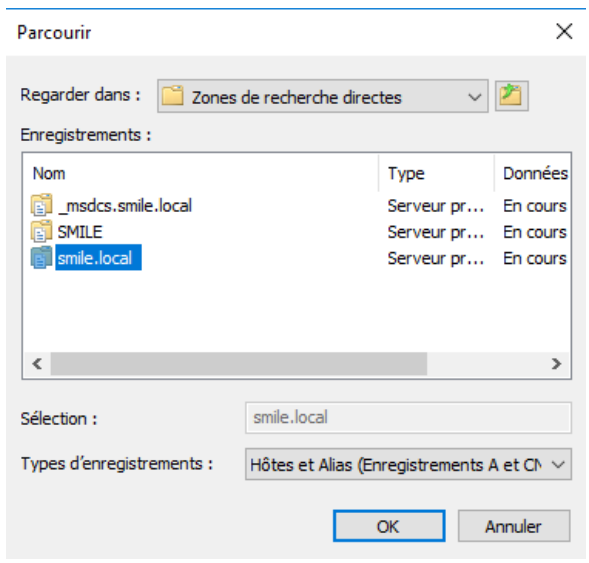 Parcourir
Regarder dans : Zones de recherche directes
Enregistrements :
Nom Type Données
_msdcs.smile.local Serveur pr... En cours
SMILE Serveur pr... En cours
smile.local Serveur pr... En cours
Sélection : smile.local
Types d'enregistrements : Hôtes et Alias (Enregistrements A et CN
OK Annuler